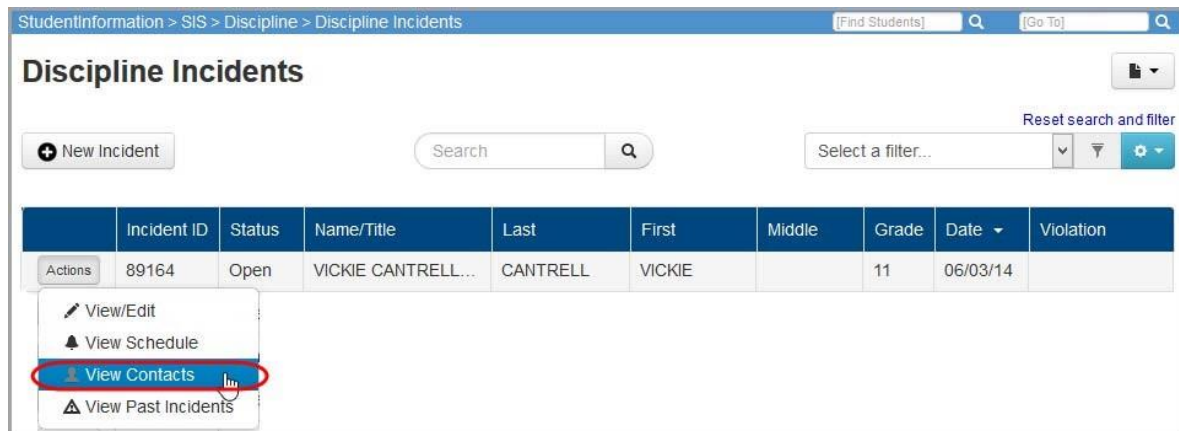 StudentInformation > SIS > Discipline > Discipline Incidents [Find Students] [Go To]
Discipline Incidents
Reset search and filter
New Incident Search Select a filter...
Incident ID Status Name/Title Last First Middle Grade Date Violation
Actions 89164 Open VICKIE CANTRELL... CANTRELL VICKIE 11 06/03/14
View/Edit
View Schedule
View Contacts
View Past Incidents